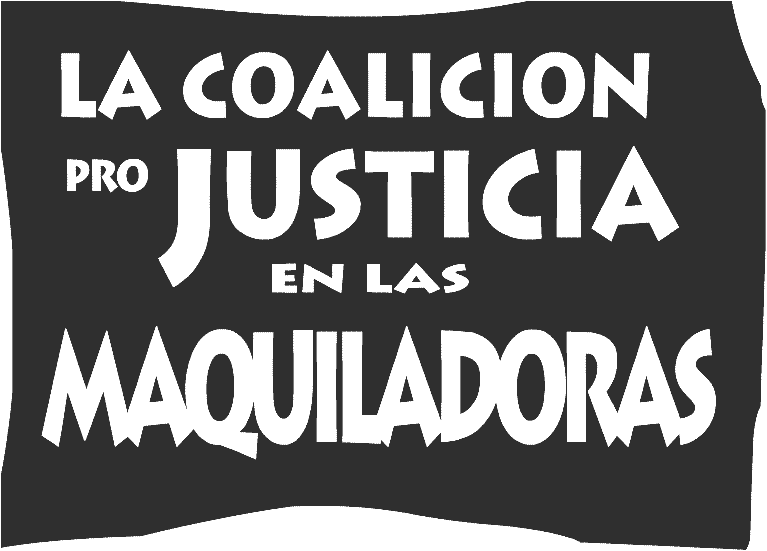 LA COALICION
PRO JUSTICIA
EN LAS
MAQUILADORAS